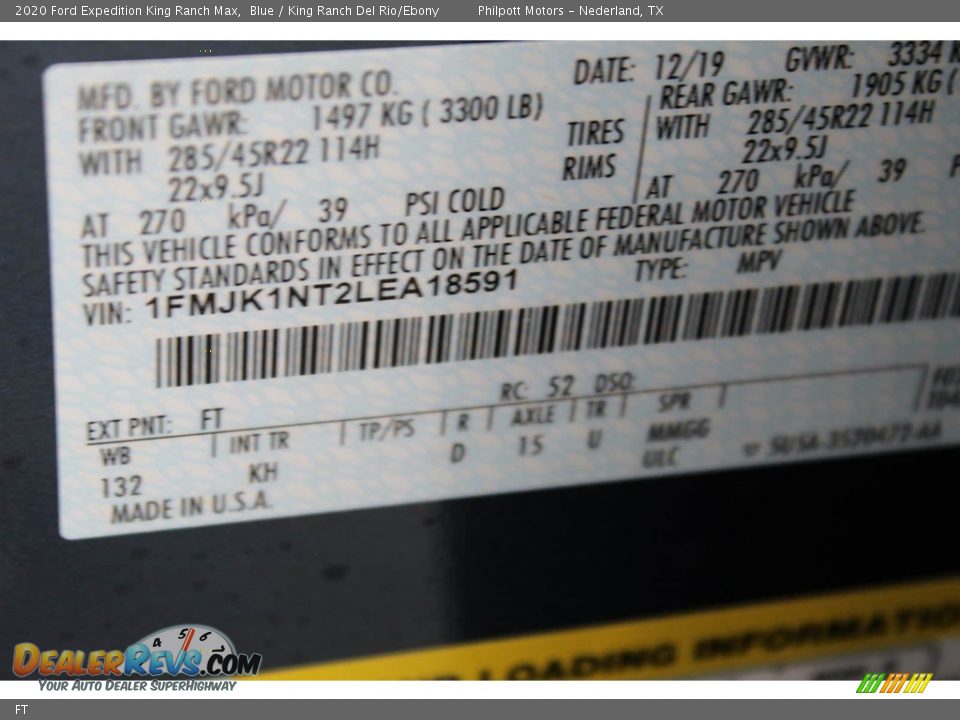 2020 Ford Expedition King Ranch Max, Blue / King Ranch Del Rio/Ebony Philpott Motors – Nederland, TX
MFD. BY FORD MOTOR CO. DATE: 12/19 GVWR: 3334 K
FRONT GAWR: 1497 KG ( 3300 LB) REAR GAWR: 1905 KG (
WITH 285/45R22 114H TIRES WITH 285/45R22 114H
22x9.5J RIMS 22x9.5J
AT 270 kPa/ 39 PSI COLD AT 270 kPa/ 39 P
THIS VEHICLE CONFORMS TO ALL APPLICABLE FEDERAL MOTOR VEHICLE
SAFETY STANDARDS IN EFFECT ON THE DATE OF MANUFACTURE SHOWN ABOVE.
VIN: 1FMJK1NT2LEA18591 TYPE: MPV
EXT PNT: FT RC: 52 DSO:
WB INT TR TP/PS R AXLE TR SPR
132 KH D 15 U MMGG
ULC
MADE IN U.S.A.
LOADING INFORMATIO
4 5 6
DEALERREVS.COM
YOUR AUTO DEALER SUPERHIGHWAY
FT